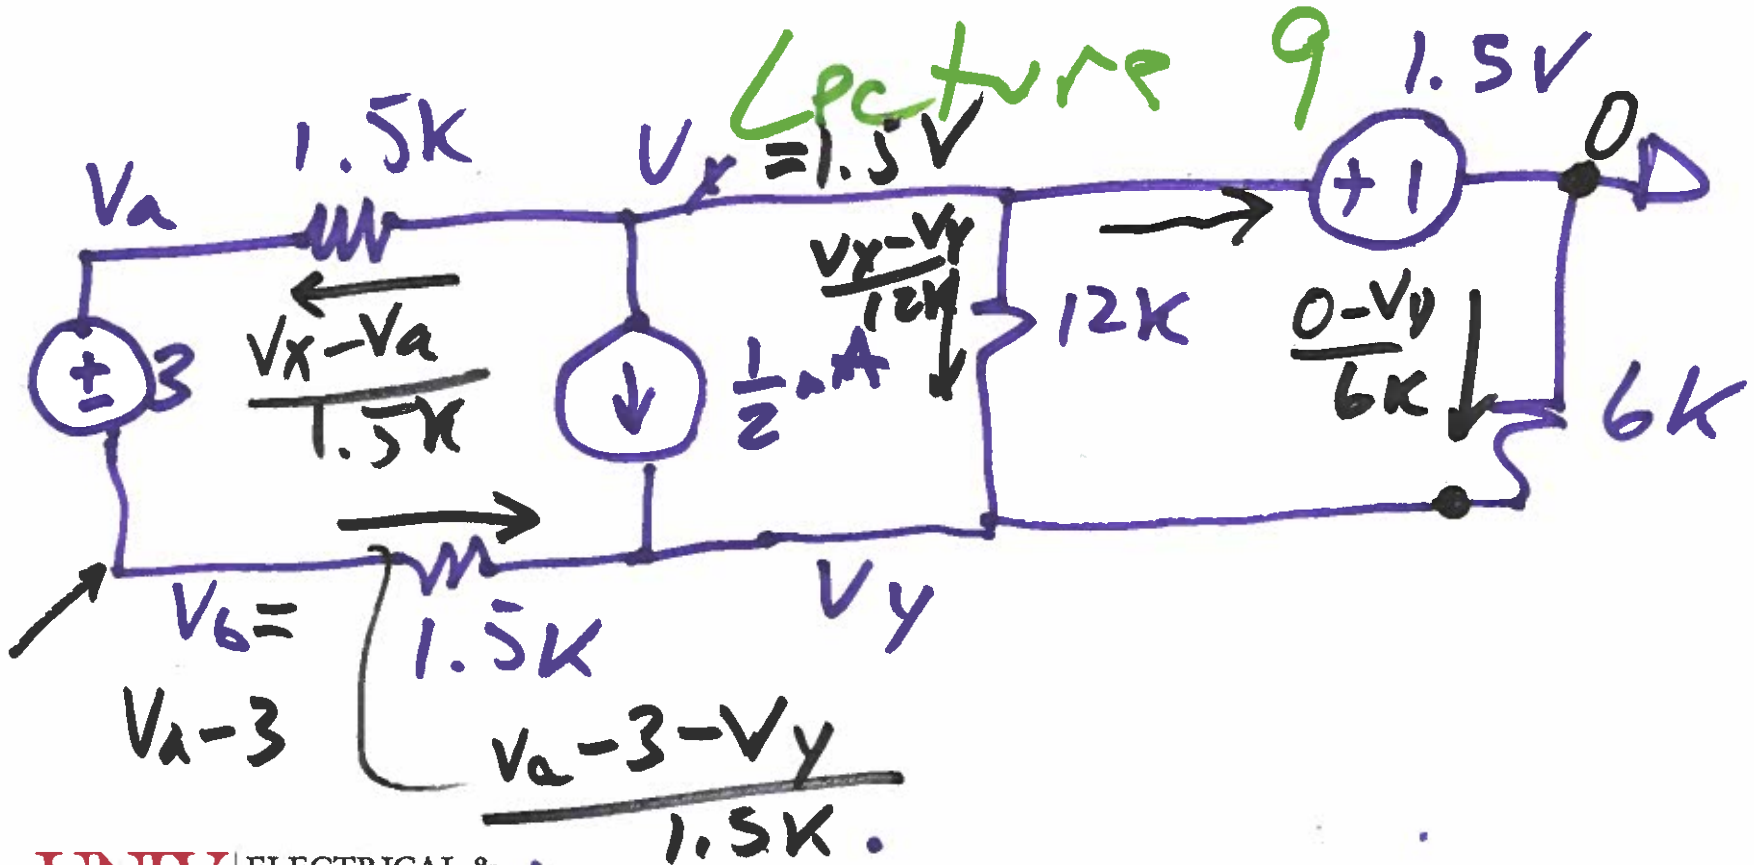 Lecture 9
1.5V
1.5K
Vx =1.5V
0
Va
+ -
Vx-Vy
12K
12K
0-Vy
6K
6K
Vx-Va
1.5K
±
3
1/2 mA
Vb=
Va-3
1.5K
Vy
Va-3-Vy
1.5K.
UNLV | ELECTRICAL &